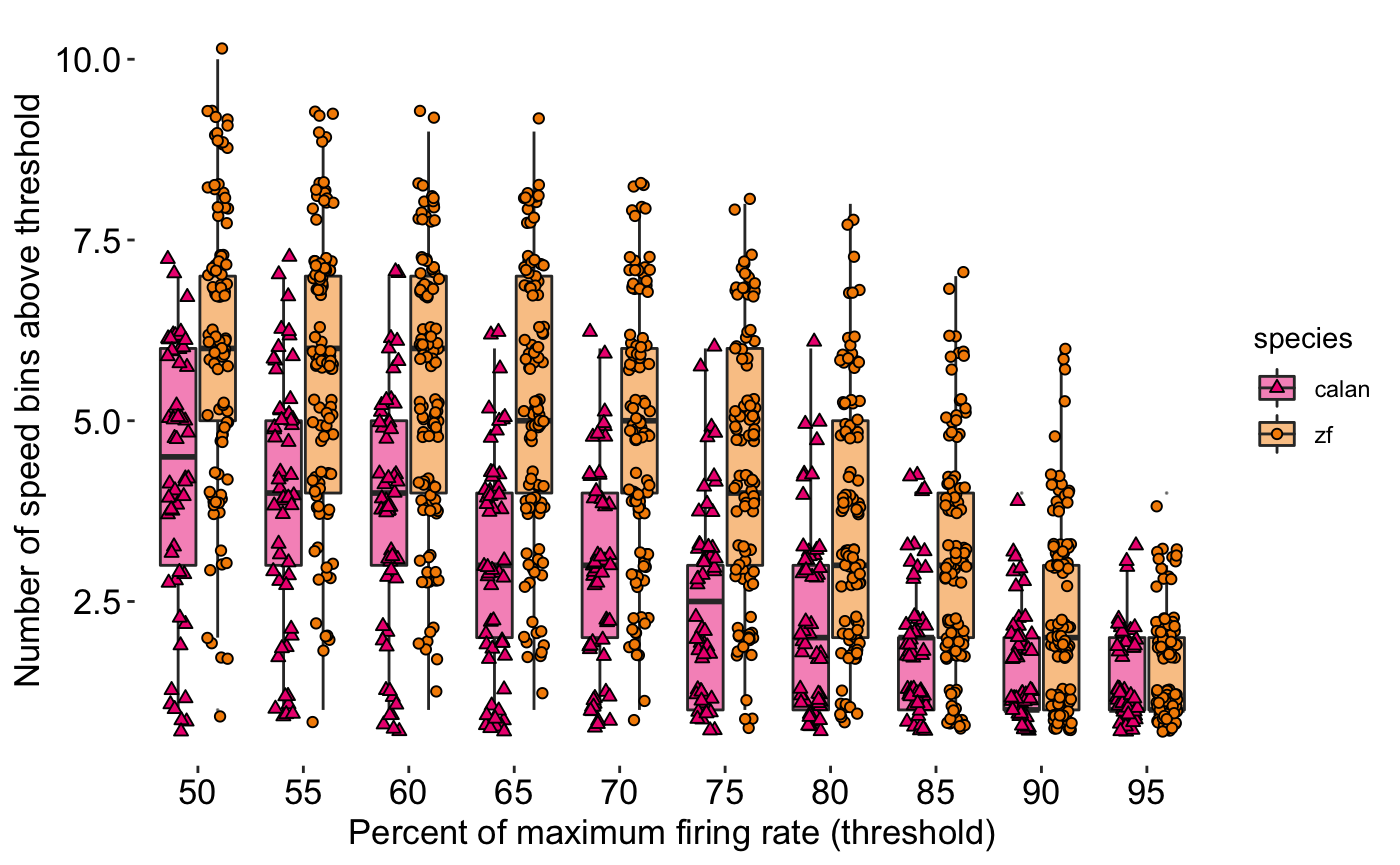 Number of speed bins above threshold
10.0
7.5
5.0
2.5
50 55 60 65 70 75 80 85 90 95
Percent of maximum firing rate (threshold)
species
calan
zf